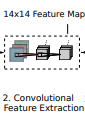 14x14 Feature Map
2. Convolutional
Feature Extraction